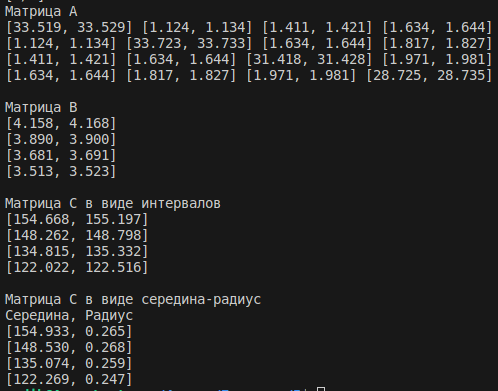 Матрица A
[33.519, 33.529] [1.124, 1.134] [1.411, 1.421] [1.634, 1.644]
[1.124, 1.134] [33.723, 33.733] [1.634, 1.644] [1.817, 1.827]
[1.411, 1.421] [1.634, 1.644] [31.418, 31.428] [1.971, 1.981]
[1.634, 1.644] [1.817, 1.827] [1.971, 1.981] [28.725, 28.735]
Матрица B
[4.158, 4.168]
[3.890, 3.900]
[3.681, 3.691]
[3.513, 3.523]
Матрица C в виде интервалов
[154.668, 155.197]
[148.262, 148.798]
[134.815, 135.332]
[122.022, 122.516]
Матрица C в виде середина-радиус
Середина, Радиус
[154.933, 0.265]
[148.530, 0.268]
[135.074, 0.259]
[122.269, 0.247]